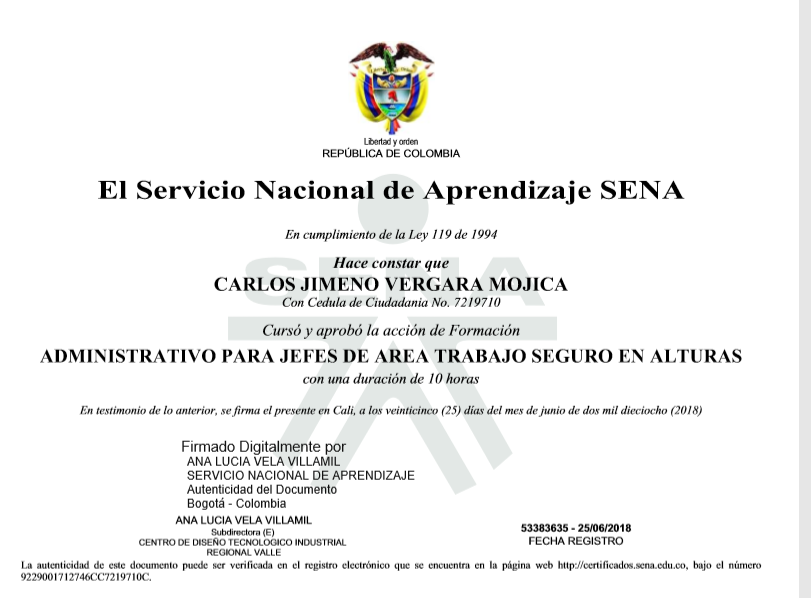 Libertad y orden
REPÚBLICA DE COLOMBIA
El Servicio Nacional de Aprendizaje SENA
En cumplimiento de la Ley 119 de 1994
SENA
Hace constar que
CARLOS JIMENO VERGARA MOJICA
Con Cedula de Ciudadania No. 7219710
Cursó y aprobó la acción de Formación
ADMINISTRATIVO PARA JEFES DE AREA TRABAJO SEGURO EN ALTURAS
con una duración de 10 horas
En testimonio de lo anterior, se firma el presente en Cali, a los veinticinco (25) días del mes de junio de dos mil dieciocho (2018)
Firmado Digitalmente por
ANA LUCIA VELA VILLAMIL
SERVICIO NACIONAL DE APRENDIZAJE
Autenticidad del Documento
Bogotá - Colombia
ANA LUCIA VELA VILLAMIL
Subdirectora (E)
CENTRO DE DISEÑO TECNOLOGICO INDUSTRIAL
REGIONAL VALLE
53383635 - 25/06/2018
FECHA REGISTRO
La autenticidad de este documento puede ser verificada en el registro electrónico que se encuentra en la página web http://certificados.sena.edu.co, bajo el número
9229001712746CC7219710C.